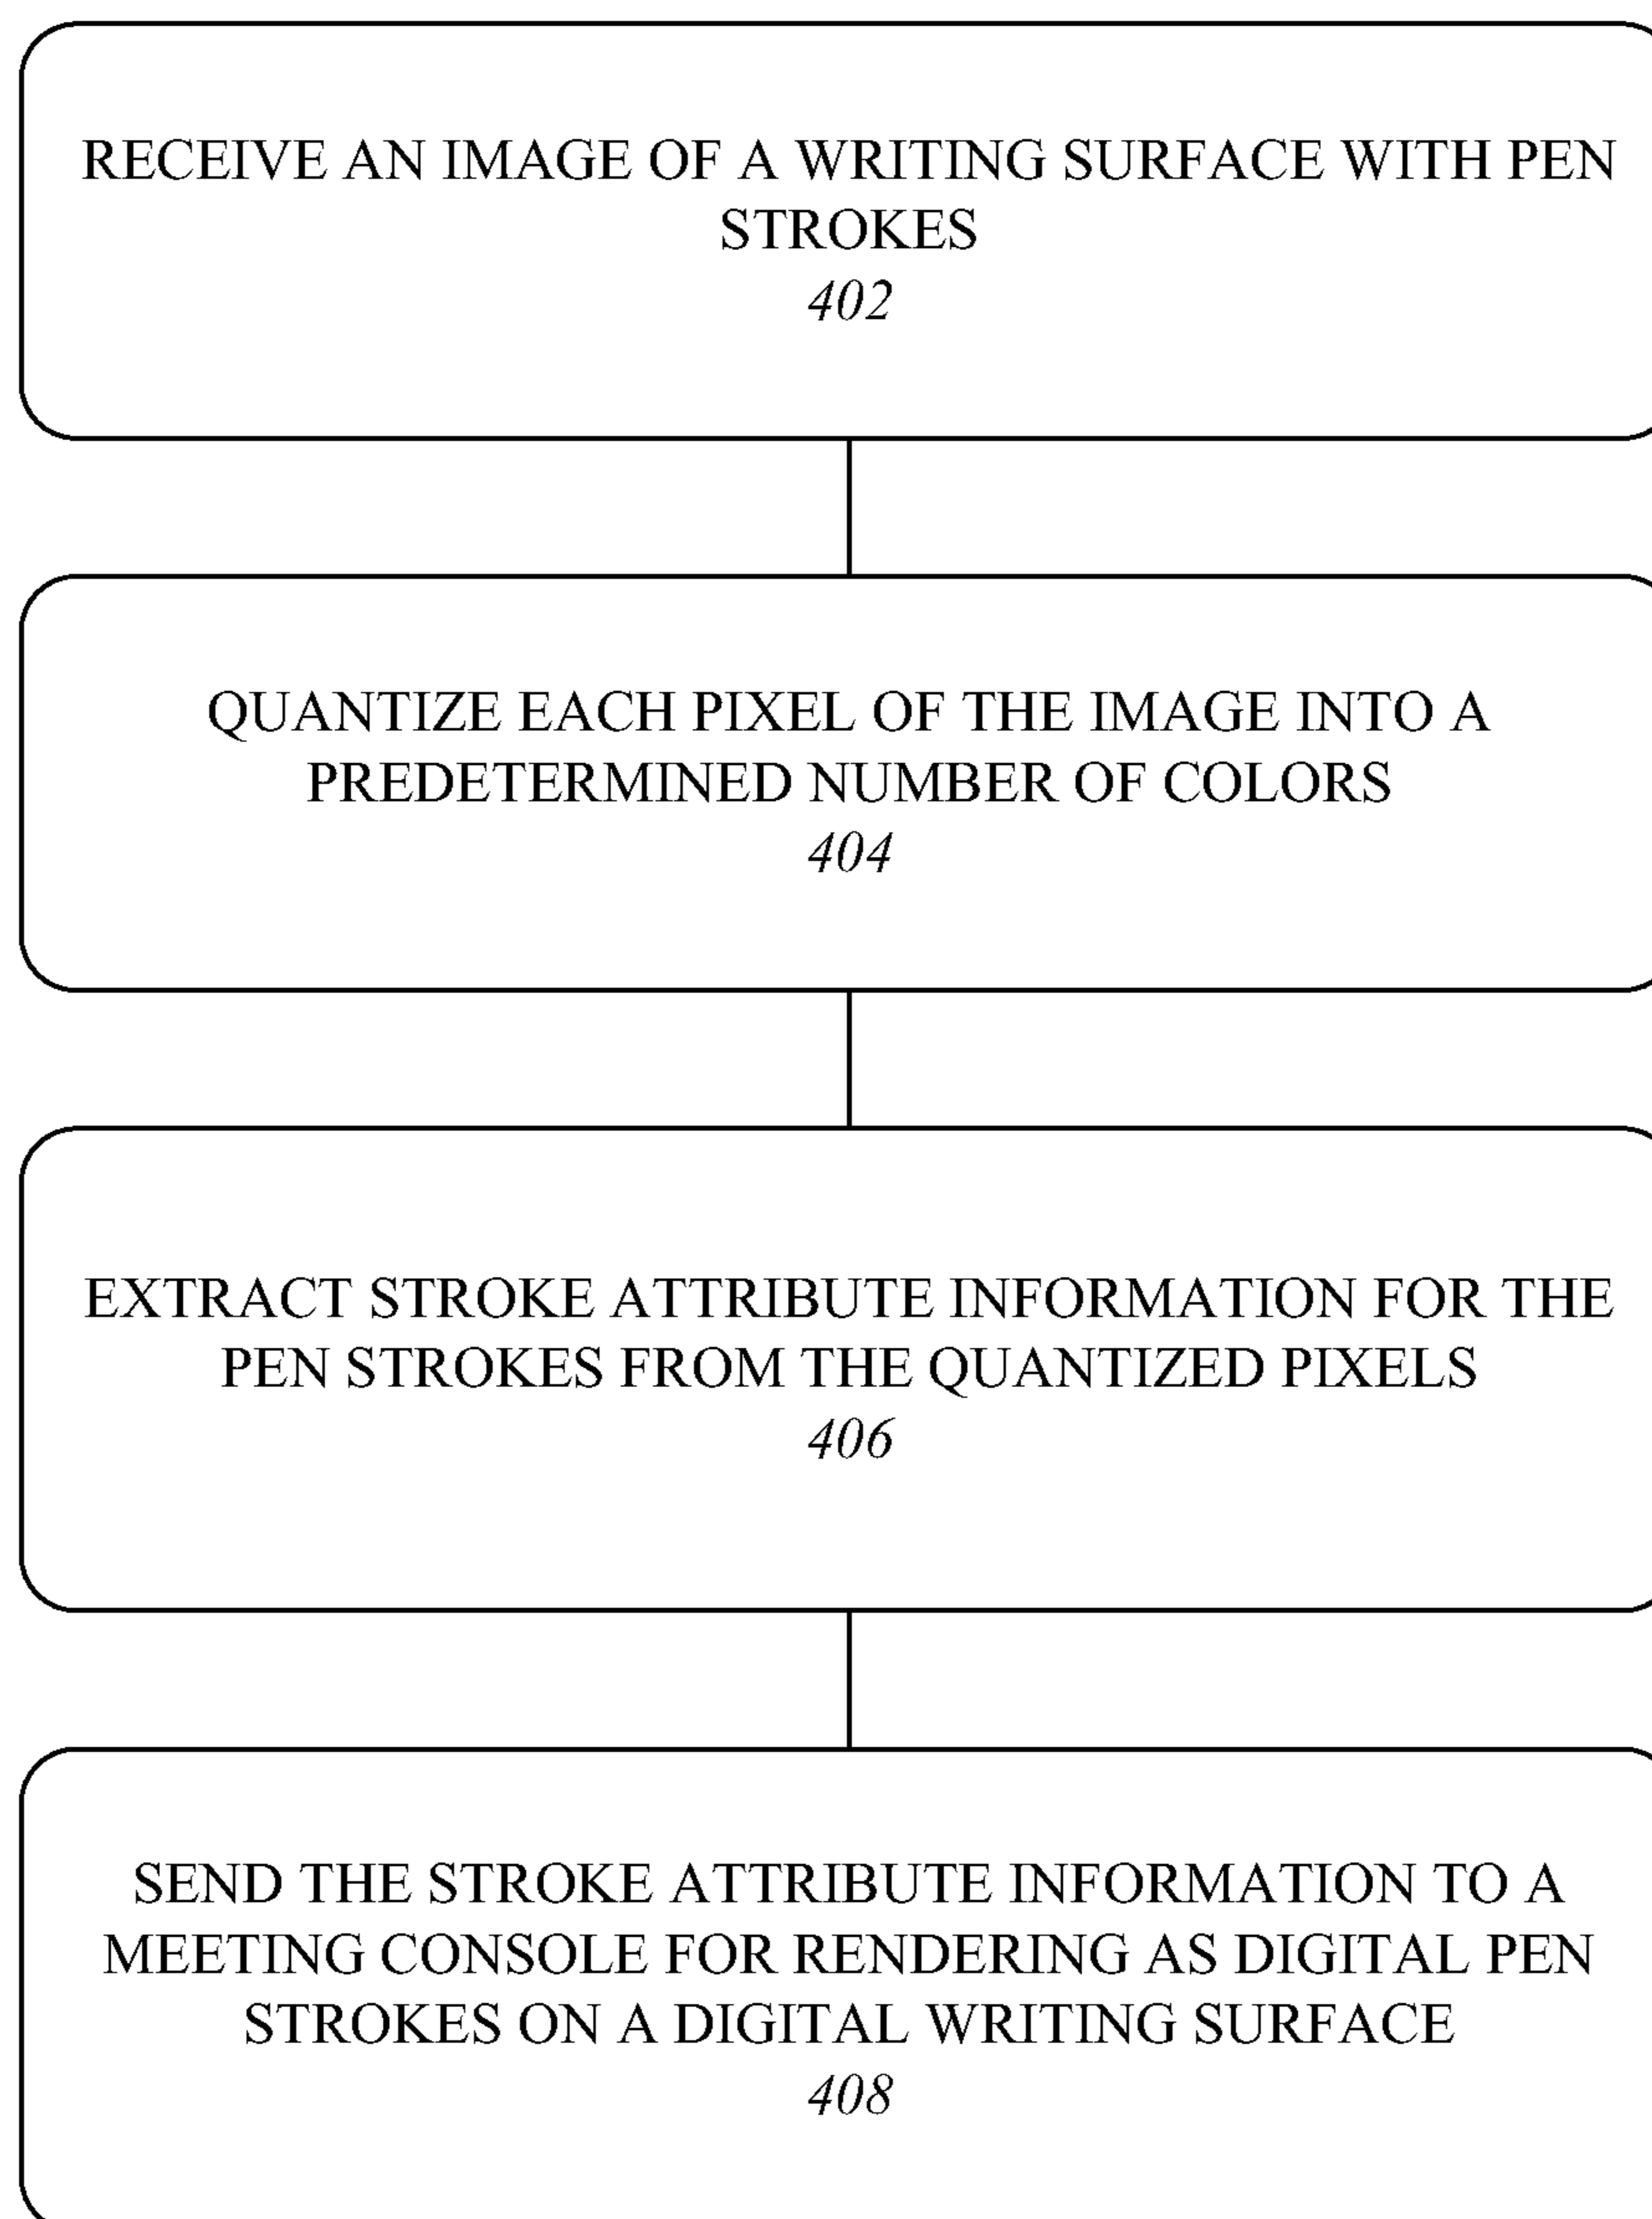 RECEIVE AN IMAGE OF A WRITING SURFACE WITH PEN
STROKES
402
QUANTIZE EACH PIXEL OF THE IMAGE INTO A
PREDETERMINED NUMBER OF COLORS
404
EXTRACT STROKE ATTRIBUTE INFORMATION FOR THE
PEN STROKES FROM THE QUANTIZED PIXELS
406
SEND THE STROKE ATTRIBUTE INFORMATION TO A
MEETING CONSOLE FOR RENDERING AS DIGITAL PEN
STROKES ON A DIGITAL WRITING SURFACE
408